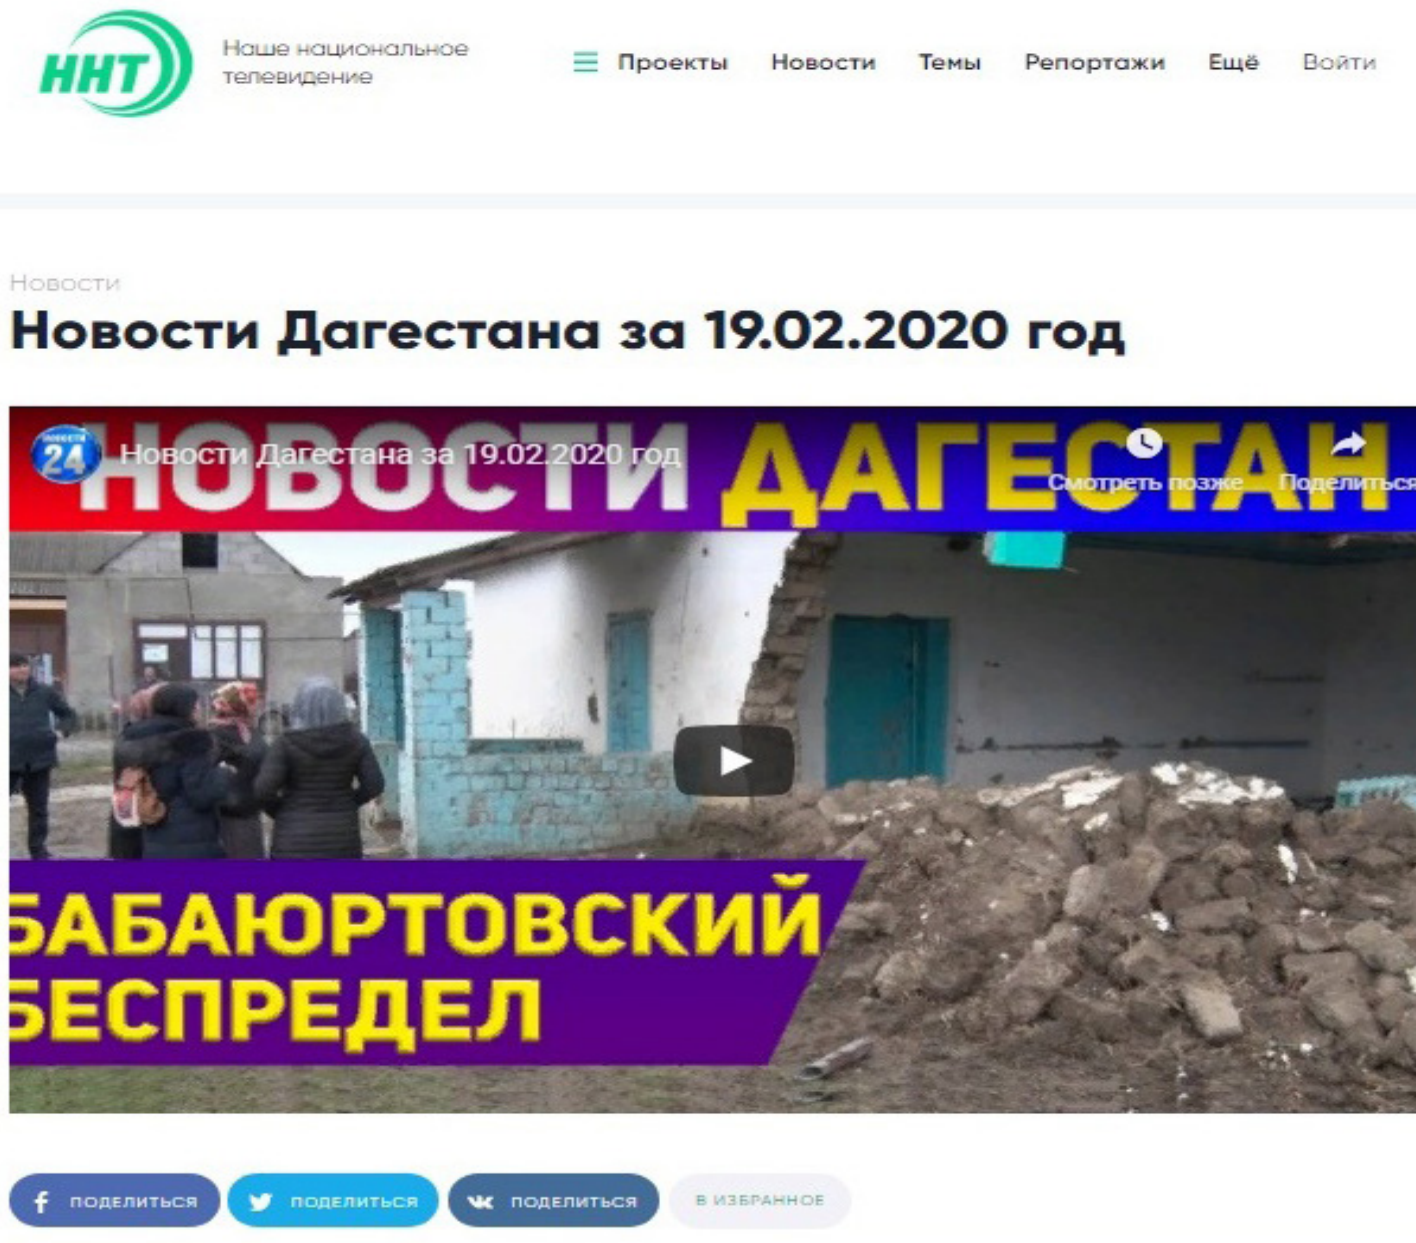 ННТ
Наше национальное
телевидение
Проекты Новости Темы Репортажи Ещё Войти
Новости
Новости Дагестана за 19.02.2020 год
НОВОСТИ ДАГЕСТАН
НОВОСТИ
24
Новости Дагестана за 19.02.2020 год
Смотреть позже Поделиться
БАБАЮРТОВСКИЙ
БЕСПРЕДЕЛ
ПОДЕЛИТЬСЯ ПОДЕЛИТЬСЯ ПОДЕЛИТЬСЯ В ИЗБРАННОЕ